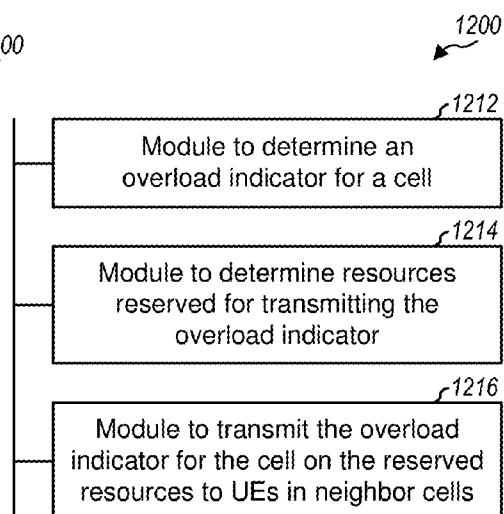 00
1200
1212
Module to determine an
overload indicator for a cell
1214
Module to determine resources
reserved for transmitting the
overload indicator
1216
Module to transmit the overload
indicator for the cell on the reserved
resources to UEs in neighbor cells